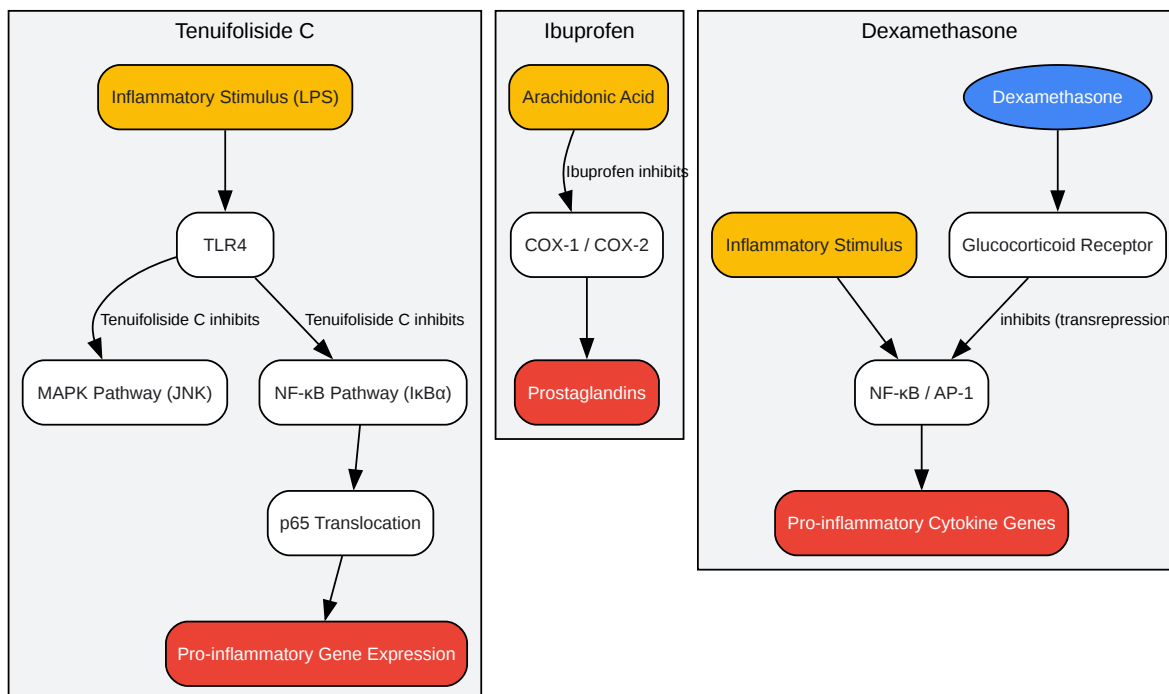 Tenuifoliside C
Inflammatory Stimulus (LPS)
TLR4
Tenuifoliside C inhibits
Tenuifoliside C inhibits
MAPK Pathway (JNK)
NF-κB Pathway (IκBα)
p65 Translocation
Pro-inflammatory Gene Expression
Ibuprofen
Arachidonic Acid
Ibuprofen inhibits
COX-1 / COX-2
Prostaglandins
Dexamethasone
Dexamethasone
Inflammatory Stimulus
Glucocorticoid Receptor
inhibits (transrepression
NF-κB / AP-1
Pro-inflammatory Cytokine Genes